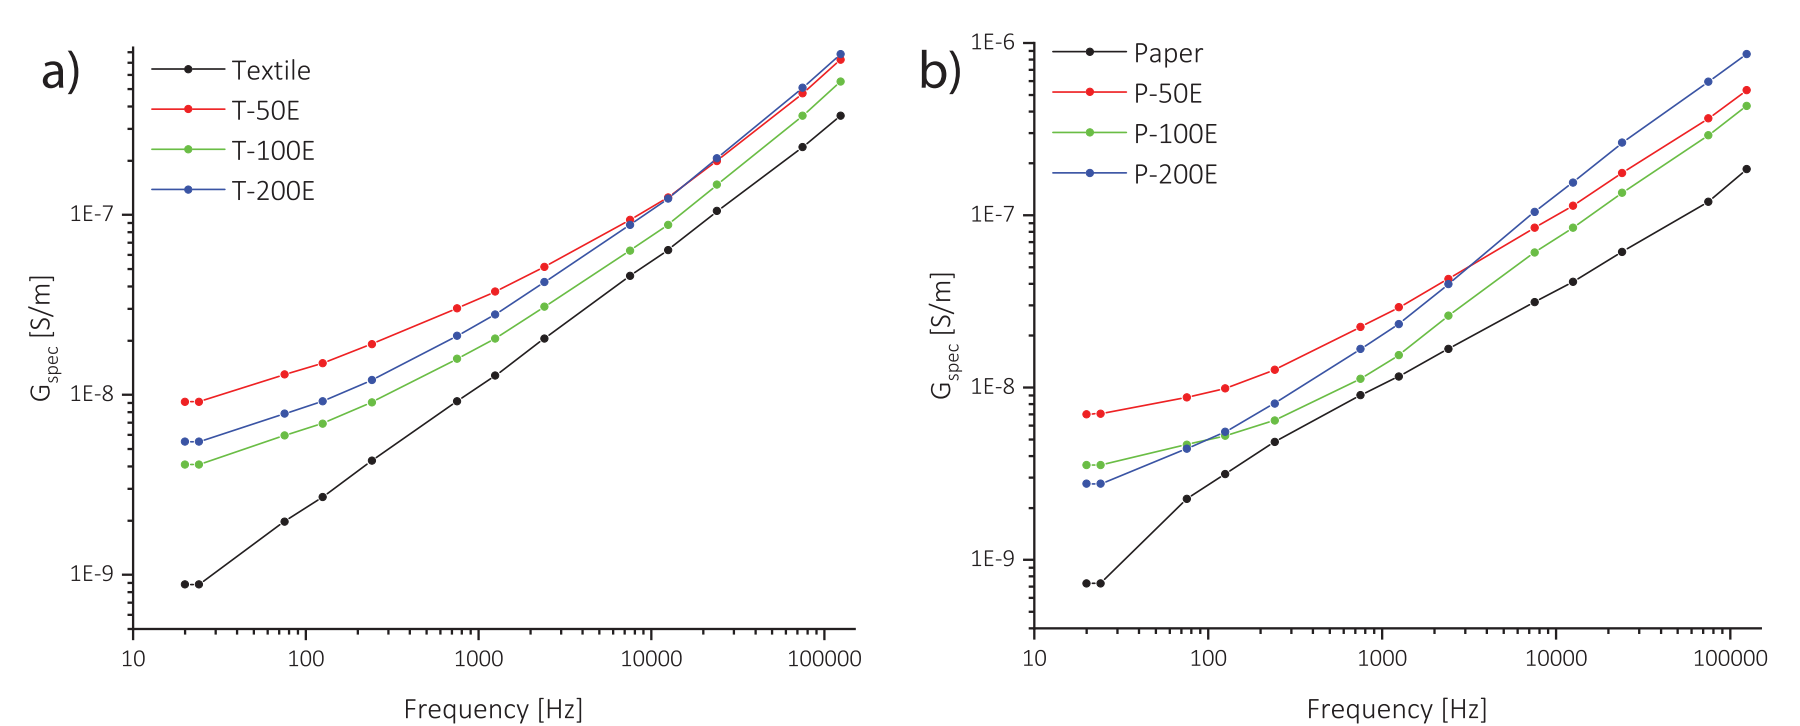 a)
Textile
T-50E
T-100E
T-200E
1E-7
1E-8
1E-9
G_spec [S/m]
10 100 1000 10000 100000
Frequency [Hz]
b)
Paper
P-50E
P-100E
P-200E
1E-6
1E-7
1E-8
1E-9
G_spec [S/m]
10 100 1000 10000 100000
Frequency [Hz]